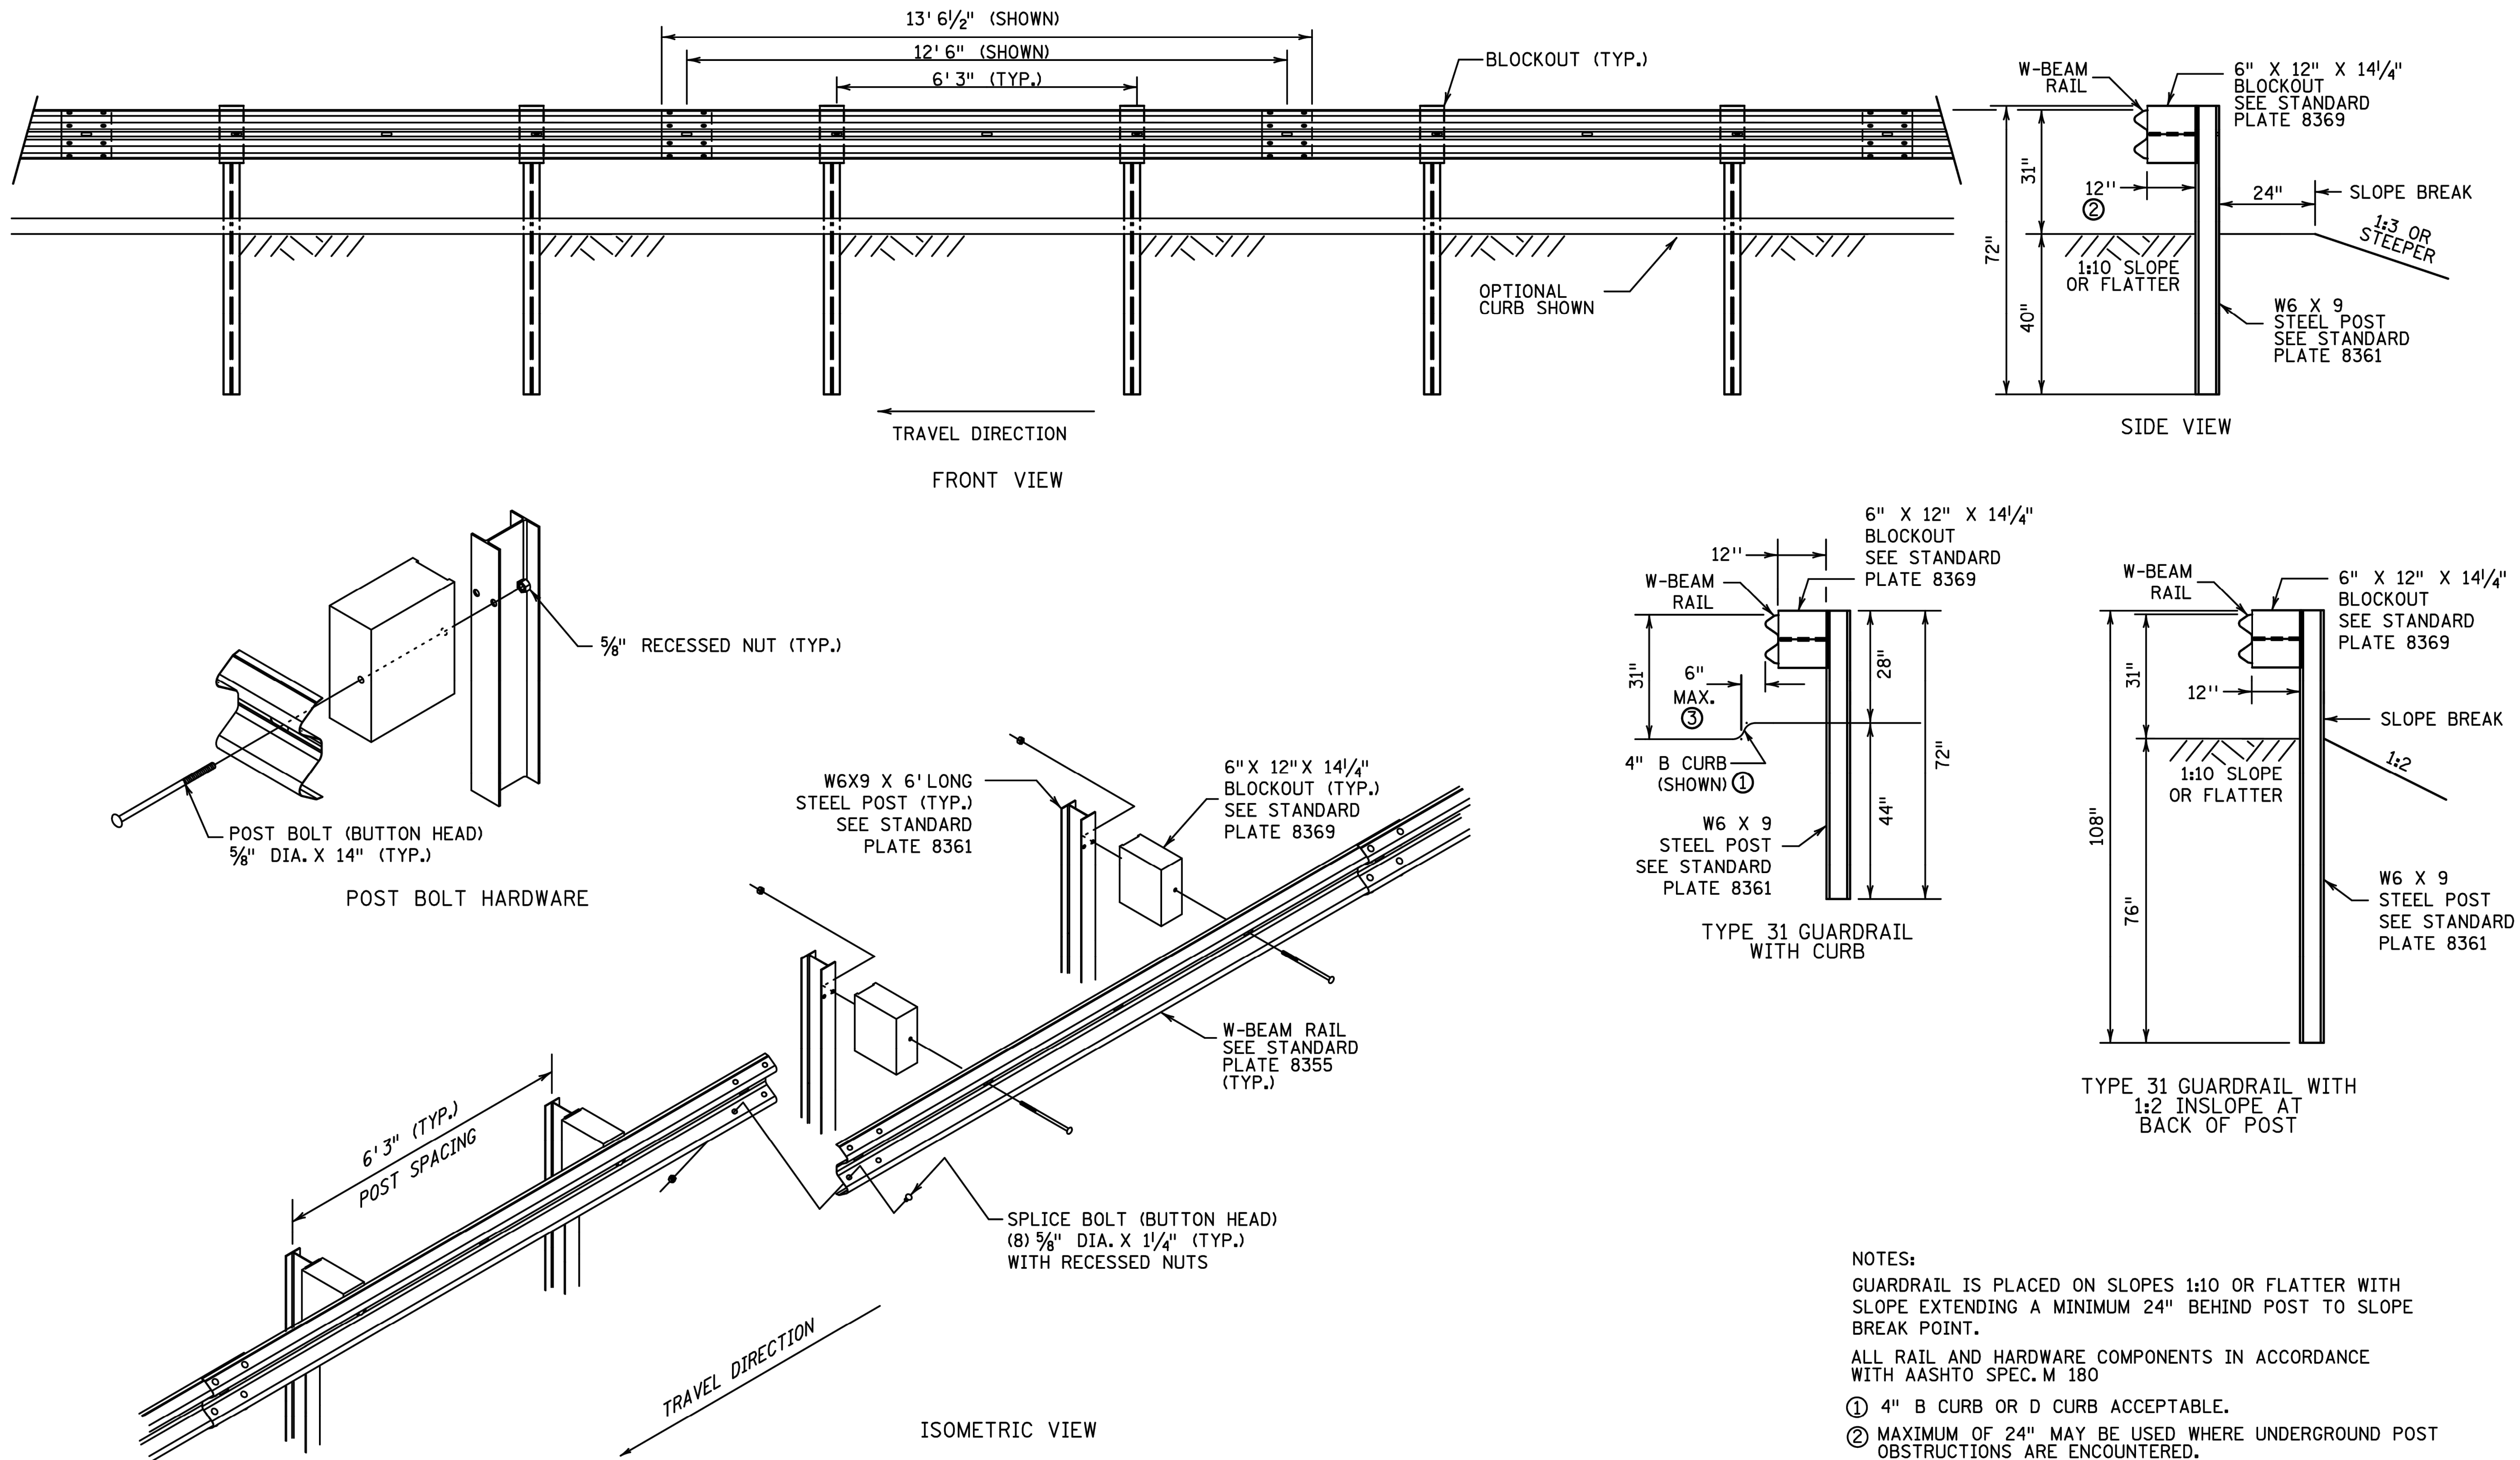 13' 6 1/2" (SHOWN)
12' 6" (SHOWN)
6' 3" (TYP.)
BLOCKOUT (TYP.)
OPTIONAL
CURB SHOWN
TRAVEL DIRECTION
FRONT VIEW
W-BEAM
RAIL
6" X 12" X 14 1/4"
BLOCKOUT
SEE STANDARD
PLATE 8369
31"
12"
②
24"
SLOPE BREAK
1:3 OR
STEEPER
72"
1:10 SLOPE
OR FLATTER
40"
W6 X 9
STEEL POST
SEE STANDARD
PLATE 8361
SIDE VIEW
5/8" RECESSED NUT (TYP.)
POST BOLT (BUTTON HEAD)
5/8" DIA. X 14" (TYP.)
POST BOLT HARDWARE
6" X 12" X 14 1/4"
BLOCKOUT
SEE STANDARD
PLATE 8369
12"
W-BEAM
RAIL
31"
6"
MAX.
③
28"
72"
4" B CURB
(SHOWN) ①
44"
W6 X 9
STEEL POST
SEE STANDARD
PLATE 8361
TYPE 31 GUARDRAIL
WITH CURB
W-BEAM
RAIL
6" X 12" X 14 1/4"
BLOCKOUT
SEE STANDARD
PLATE 8369
31"
12"
SLOPE BREAK
1:2
1:10 SLOPE
OR FLATTER
108"
76"
W6 X 9
STEEL POST
SEE STANDARD
PLATE 8361
TYPE 31 GUARDRAIL WITH
1:2 INSLOPE AT
BACK OF POST
W6X9 X 6' LONG
STEEL POST (TYP.)
SEE STANDARD
PLATE 8361
6" X 12" X 14 1/4"
BLOCKOUT (TYP.)
SEE STANDARD
PLATE 8369
W-BEAM RAIL
SEE STANDARD
PLATE 8355
(TYP.)
6' 3" (TYP.)
POST SPACING
SPLICE BOLT (BUTTON HEAD)
(8) 5/8" DIA. X 1 1/4" (TYP.)
WITH RECESSED NUTS
TRAVEL DIRECTION
ISOMETRIC VIEW
NOTES:
GUARDRAIL IS PLACED ON SLOPES 1:10 OR FLATTER WITH
SLOPE EXTENDING A MINIMUM 24" BEHIND POST TO SLOPE
BREAK POINT.
ALL RAIL AND HARDWARE COMPONENTS IN ACCORDANCE
WITH AASHTO SPEC. M 180
① 4" B CURB OR D CURB ACCEPTABLE.
② MAXIMUM OF 24" MAY BE USED WHERE UNDERGROUND POST
OBSTRUCTIONS ARE ENCOUNTERED.